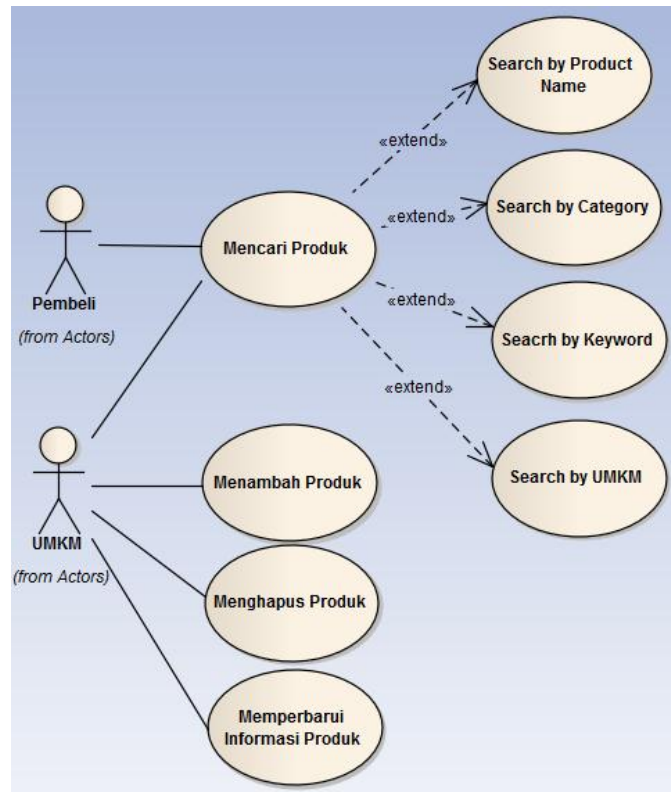 Search by Product
Name
«extend»
Search by Category
«extend»
Mencari Produk
Pembeli
(from Actors)
«extend»
Seacrh by Keyword
«extend»
Search by UMKM
Menambah Produk
UMKM
(from Actors)
Menghapus Produk
Memperbarui
Informasi Produk